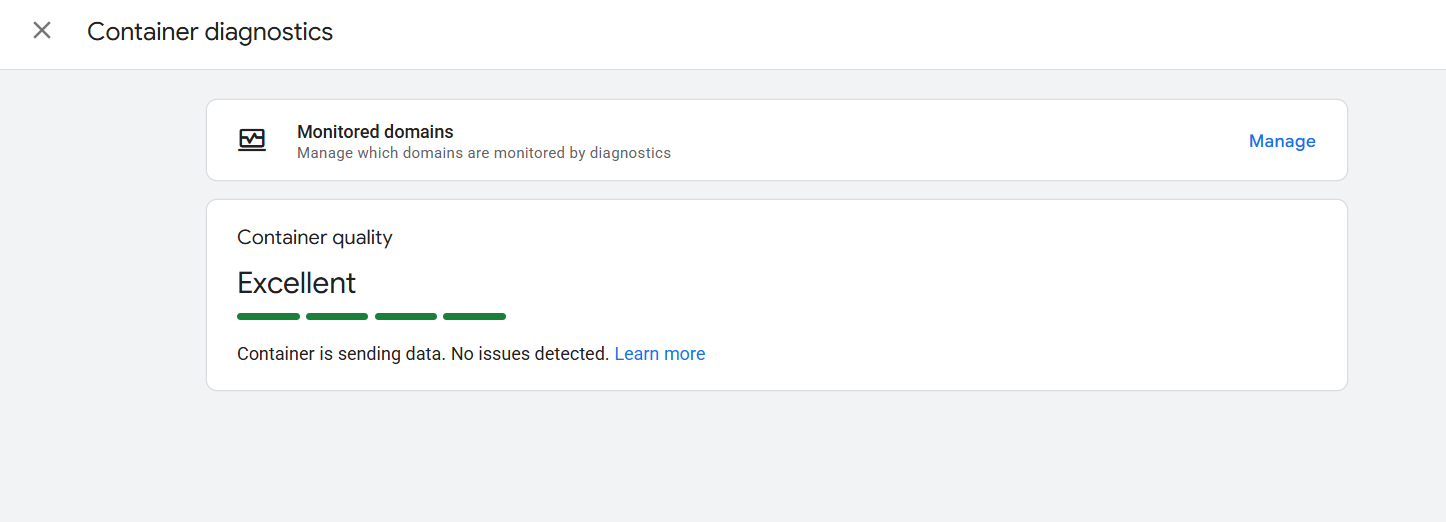 Container diagnostics
Monitored domains
Manage which domains are monitored by diagnostics
Manage
Container quality
Excellent
Container is sending data. No issues detected. Learn more